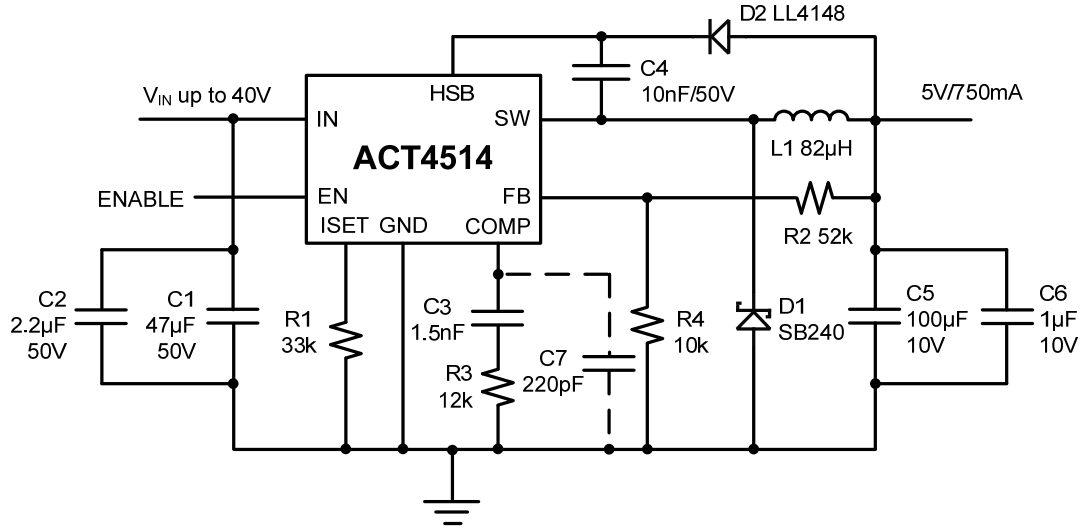 D2 LL4148
C4
10nF/50V
HSB
V_IN up to 40V
5V/750mA
IN
SW
L1 82µH
ACT4514
ENABLE
EN
FB
ISET GND COMP
R2 52k
C2
2.2µF
50V
C1
47µF
50V
R1
33k
C3
1.5nF
R3
12k
C7
220pF
R4
10k
D1
SB240
C5
100µF
10V
C6
1µF
10V